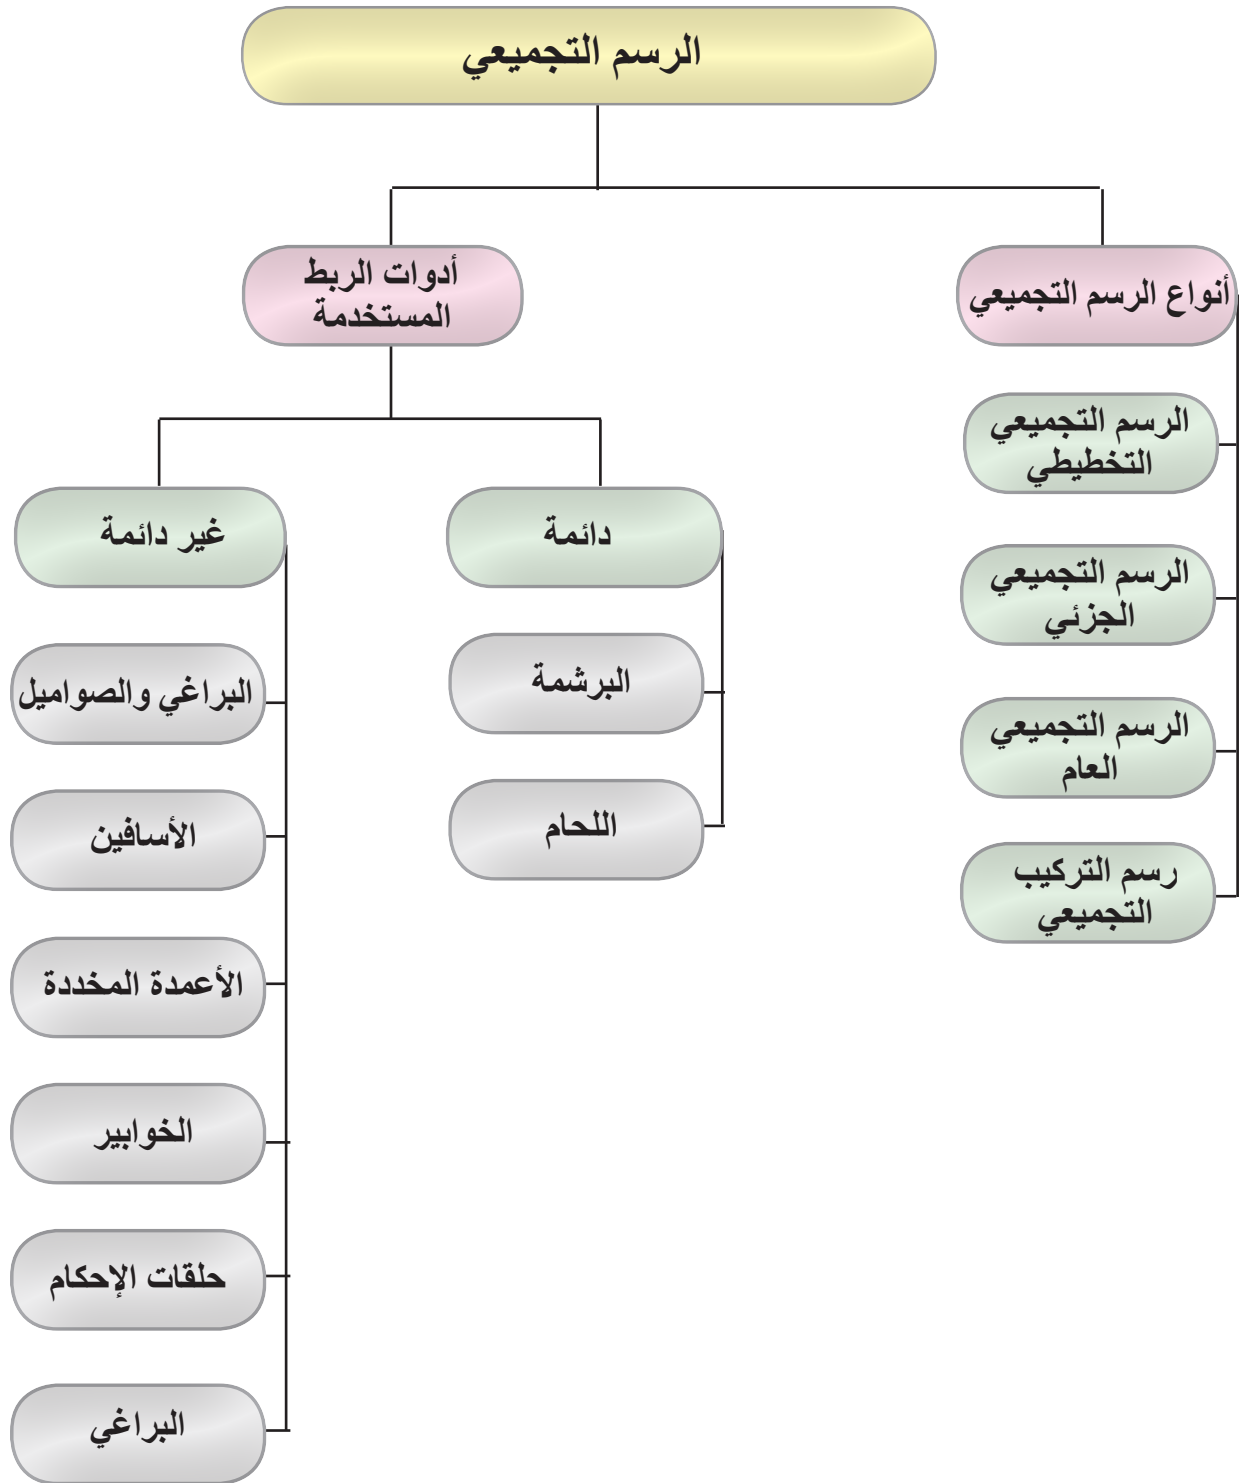 الرسم التجميعي
أنواع الرسم التجميعي
الرسم التجميعي
التخطيطي
الرسم التجميعي
الجزئي
الرسم التجميعي
العام
رسم التركيب
التجميعي
أدوات الربط
المستخدمة
دائمة
البرشمة
اللحام
غير دائمة
البراغي والصواميل
الأسافين
الأعمدة المخددة
الخوابير
حلقات الإحكام
البراغي